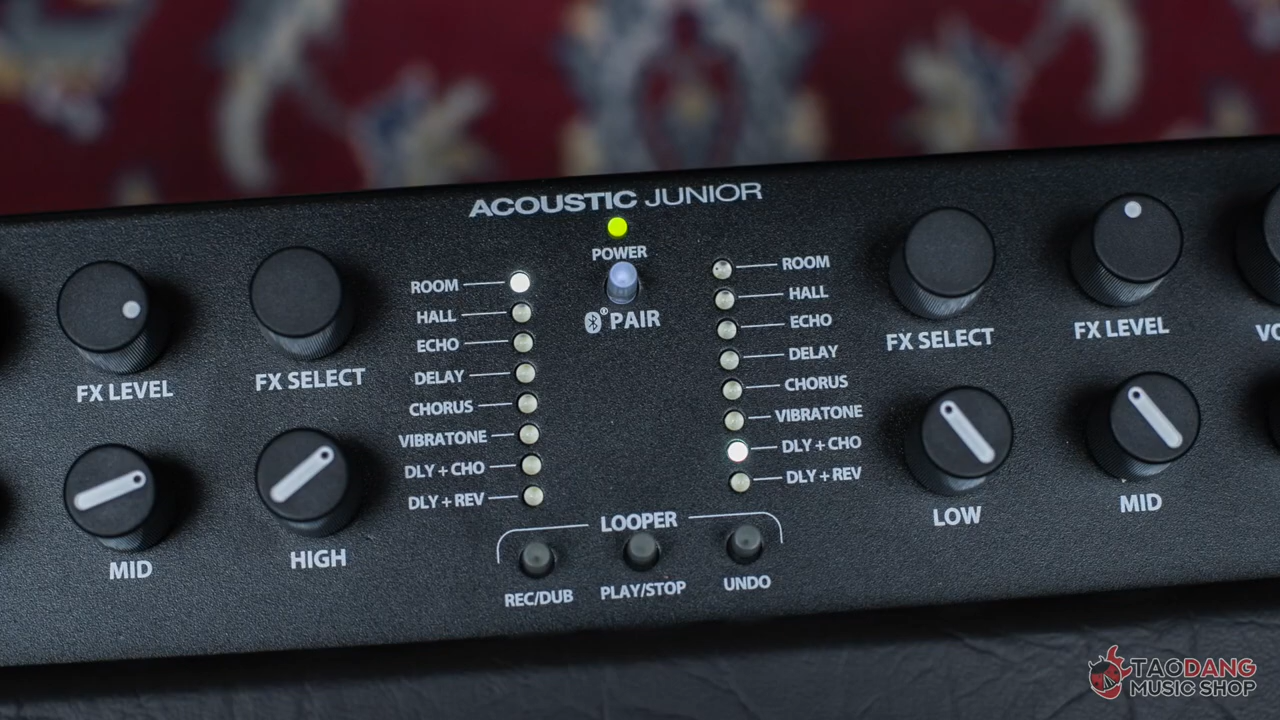 ACOUSTIC JUNIOR
POWER
PAIR
FX LEVEL
FX SELECT
MID
HIGH
ROOM
HALL
ECHO
DELAY
CHORUS
VIBRATONE
DLY + CHO
DLY + REV
ROOM
HALL
ECHO
DELAY
CHORUS
VIBRATONE
DLY + CHO
DLY + REV
FX SELECT
FX LEVEL
LOW
MID
LOOPER
REC/DUB
PLAY/STOP
UNDO
TAODANG
MUSIC SHOP